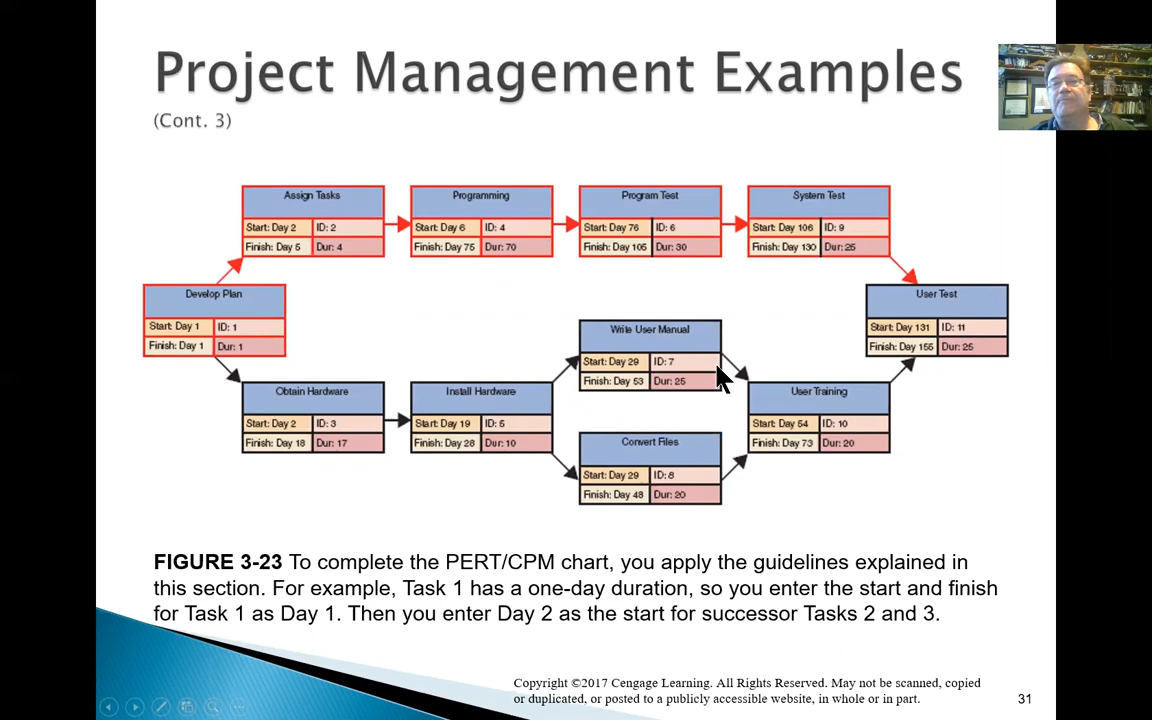 Project Management Examples
(Cont. 3)
Assign Tasks
Start: Day 2 ID: 2
Finish: Day 5 Dur: 4
Programming
Start: Day 6 ID: 4
Finish: Day 75 Dur: 70
Program Test
Start: Day 76 ID: 6
Finish: Day 105 Dur: 30
System Test
Start: Day 106 ID: 9
Finish: Day 130 Dur: 25
Develop Plan
Start: Day 1 ID: 1
Finish: Day 1 Dur: 1
User Test
Start: Day 131 ID: 11
Finish: Day 155 Dur: 25
Write User Manual
Start: Day 29 ID: 7
Finish: Day 53 Dur: 25
Obtain Hardware
Start: Day 2 ID: 3
Finish: Day 18 Dur: 17
Install Hardware
Start: Day 19 ID: 5
Finish: Day 28 Dur: 10
User Training
Start: Day 54 ID: 10
Finish: Day 73 Dur: 20
Convert Files
Start: Day 29 ID: 8
Finish: Day 48 Dur: 20
FIGURE 3-23 To complete the PERT/CPM chart, you apply the guidelines explained in
this section. For example, Task 1 has a one-day duration, so you enter the start and finish
for Task 1 as Day 1. Then you enter Day 2 as the start for successor Tasks 2 and 3.
Copyright ©2017 Cengage Learning. All Rights Reserved. May not be scanned, copied
or duplicated, or posted to a publicly accessible website, in whole or in part.
31